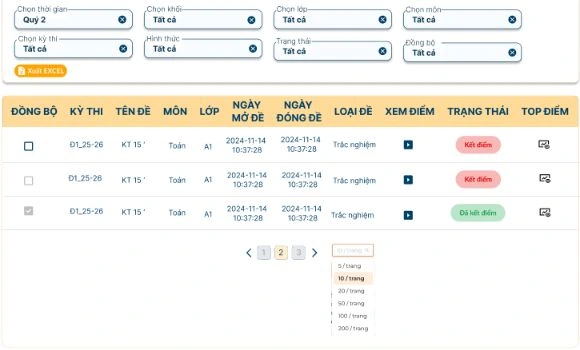 Chọn thời gian Chọn khối Chọn lớp Chọn môn
Quý 2 Tất cả Tất cả Tất cả
Chọn kỳ thi Hình thức Trạng thái Đồng bộ
Tất cả Tất cả Tất cả Tất cả
Xuất EXCEL
ĐỒNG BỘ KỲ THI TÊN ĐỀ MÔN LỚP NGÀY MỞ ĐỀ NGÀY ĐÓNG ĐỀ LOẠI ĐỀ XEM ĐIỂM TRẠNG THÁI TOP ĐIỂM
Đ1_25-26 KT 15 ' Toán A1 2024-11-14 10:37:28 2024-11-14 10:37:28 Trắc nghiệm Kết điểm
Đ1_25-26 KT 15 ' Toán A1 2024-11-14 10:37:28 2024-11-14 10:37:28 Trắc nghiệm Kết điểm
Đ1_25-26 KT 15 ' Toán A1 2024-11-14 10:37:28 2024-11-14 10:37:28 Trắc nghiệm Đã kết điểm
1 2 3 10 / trang
5 / trang
10 / trang
20 / trang
50 / trang
100 / trang
200 / trang